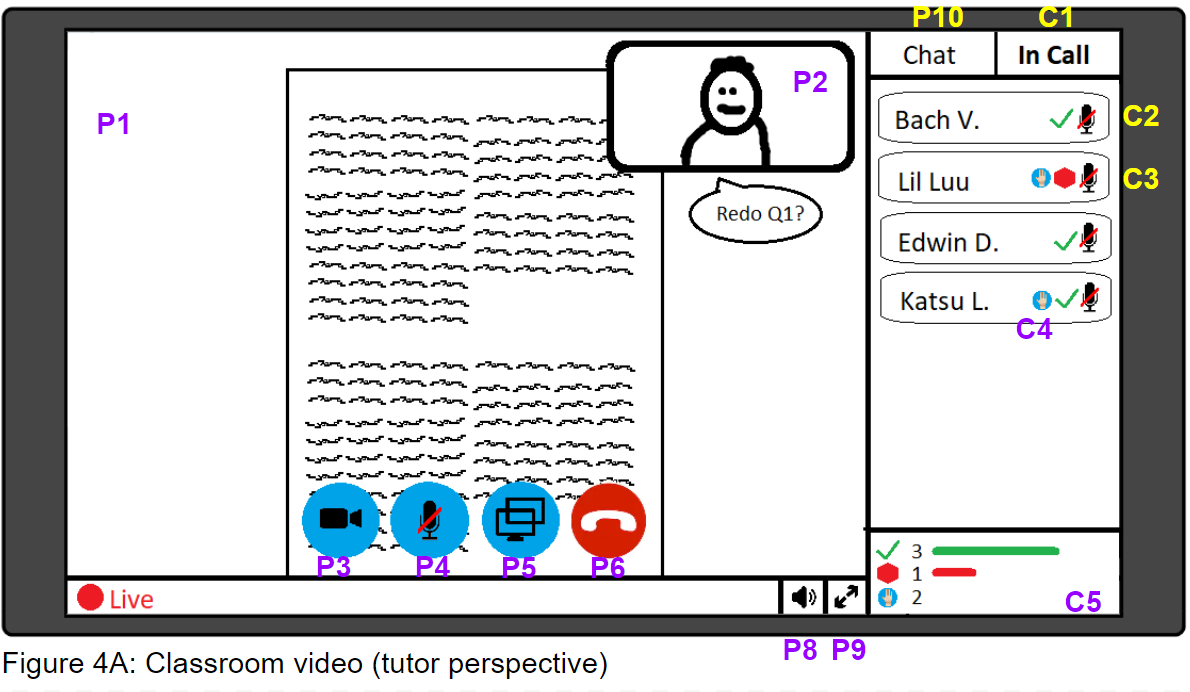 P10 C1
Chat In Call
P2
P1
Bach V. C2
Lil Luu C3
Redo Q1?
Edwin D.
Katsu L.
C4
3
1
2
C5
P3 P4 P5 P6
Live
P8 P9
Figure 4A: Classroom video (tutor perspective)